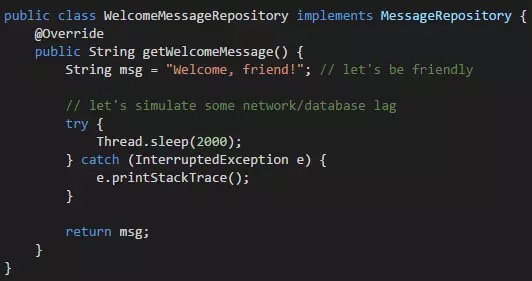 public class WelcomeMessageRepository implements MessageRepository {
    @Override
    public String getWelcomeMessage() {
        String msg = "Welcome, friend!"; // let's be friendly

        // let's simulate some network/database lag
        try {
            Thread.sleep(2000);
        } catch (InterruptedException e) {
            e.printStackTrace();
        }

        return msg;
    }
}